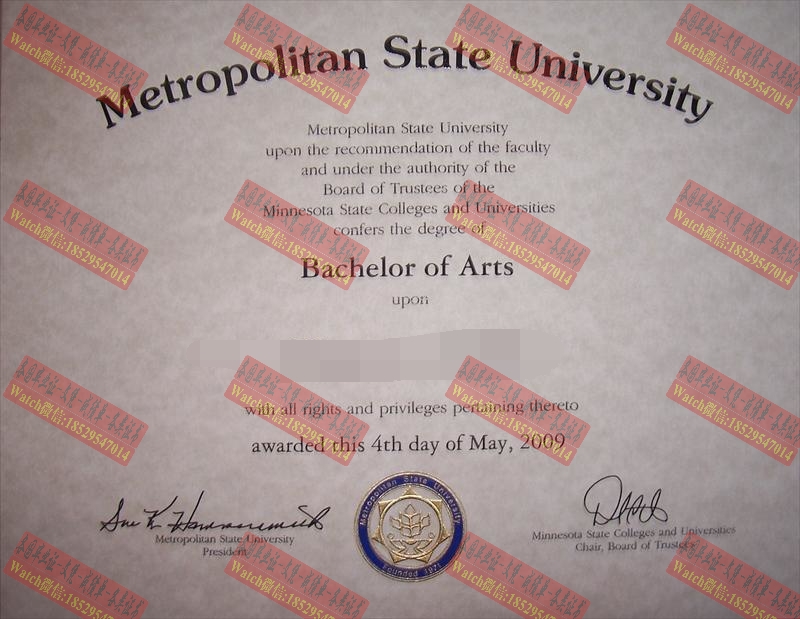 Metropolitan State University
Metropolitan State University
upon the recommendation of the faculty
and under the authority of the
Board of Trustees of the
Minnesota State Colleges and Universities
confers the degree of
Bachelor of Arts
upon
with all rights and privileges pertaining thereto
awarded this 4th day of May, 2009
Metropolitan State University
President
Metropolitan State University
Founded 1971
Minnesota State Colleges and Universities
Chair, Board of Trustees
Watch微信:18529547014